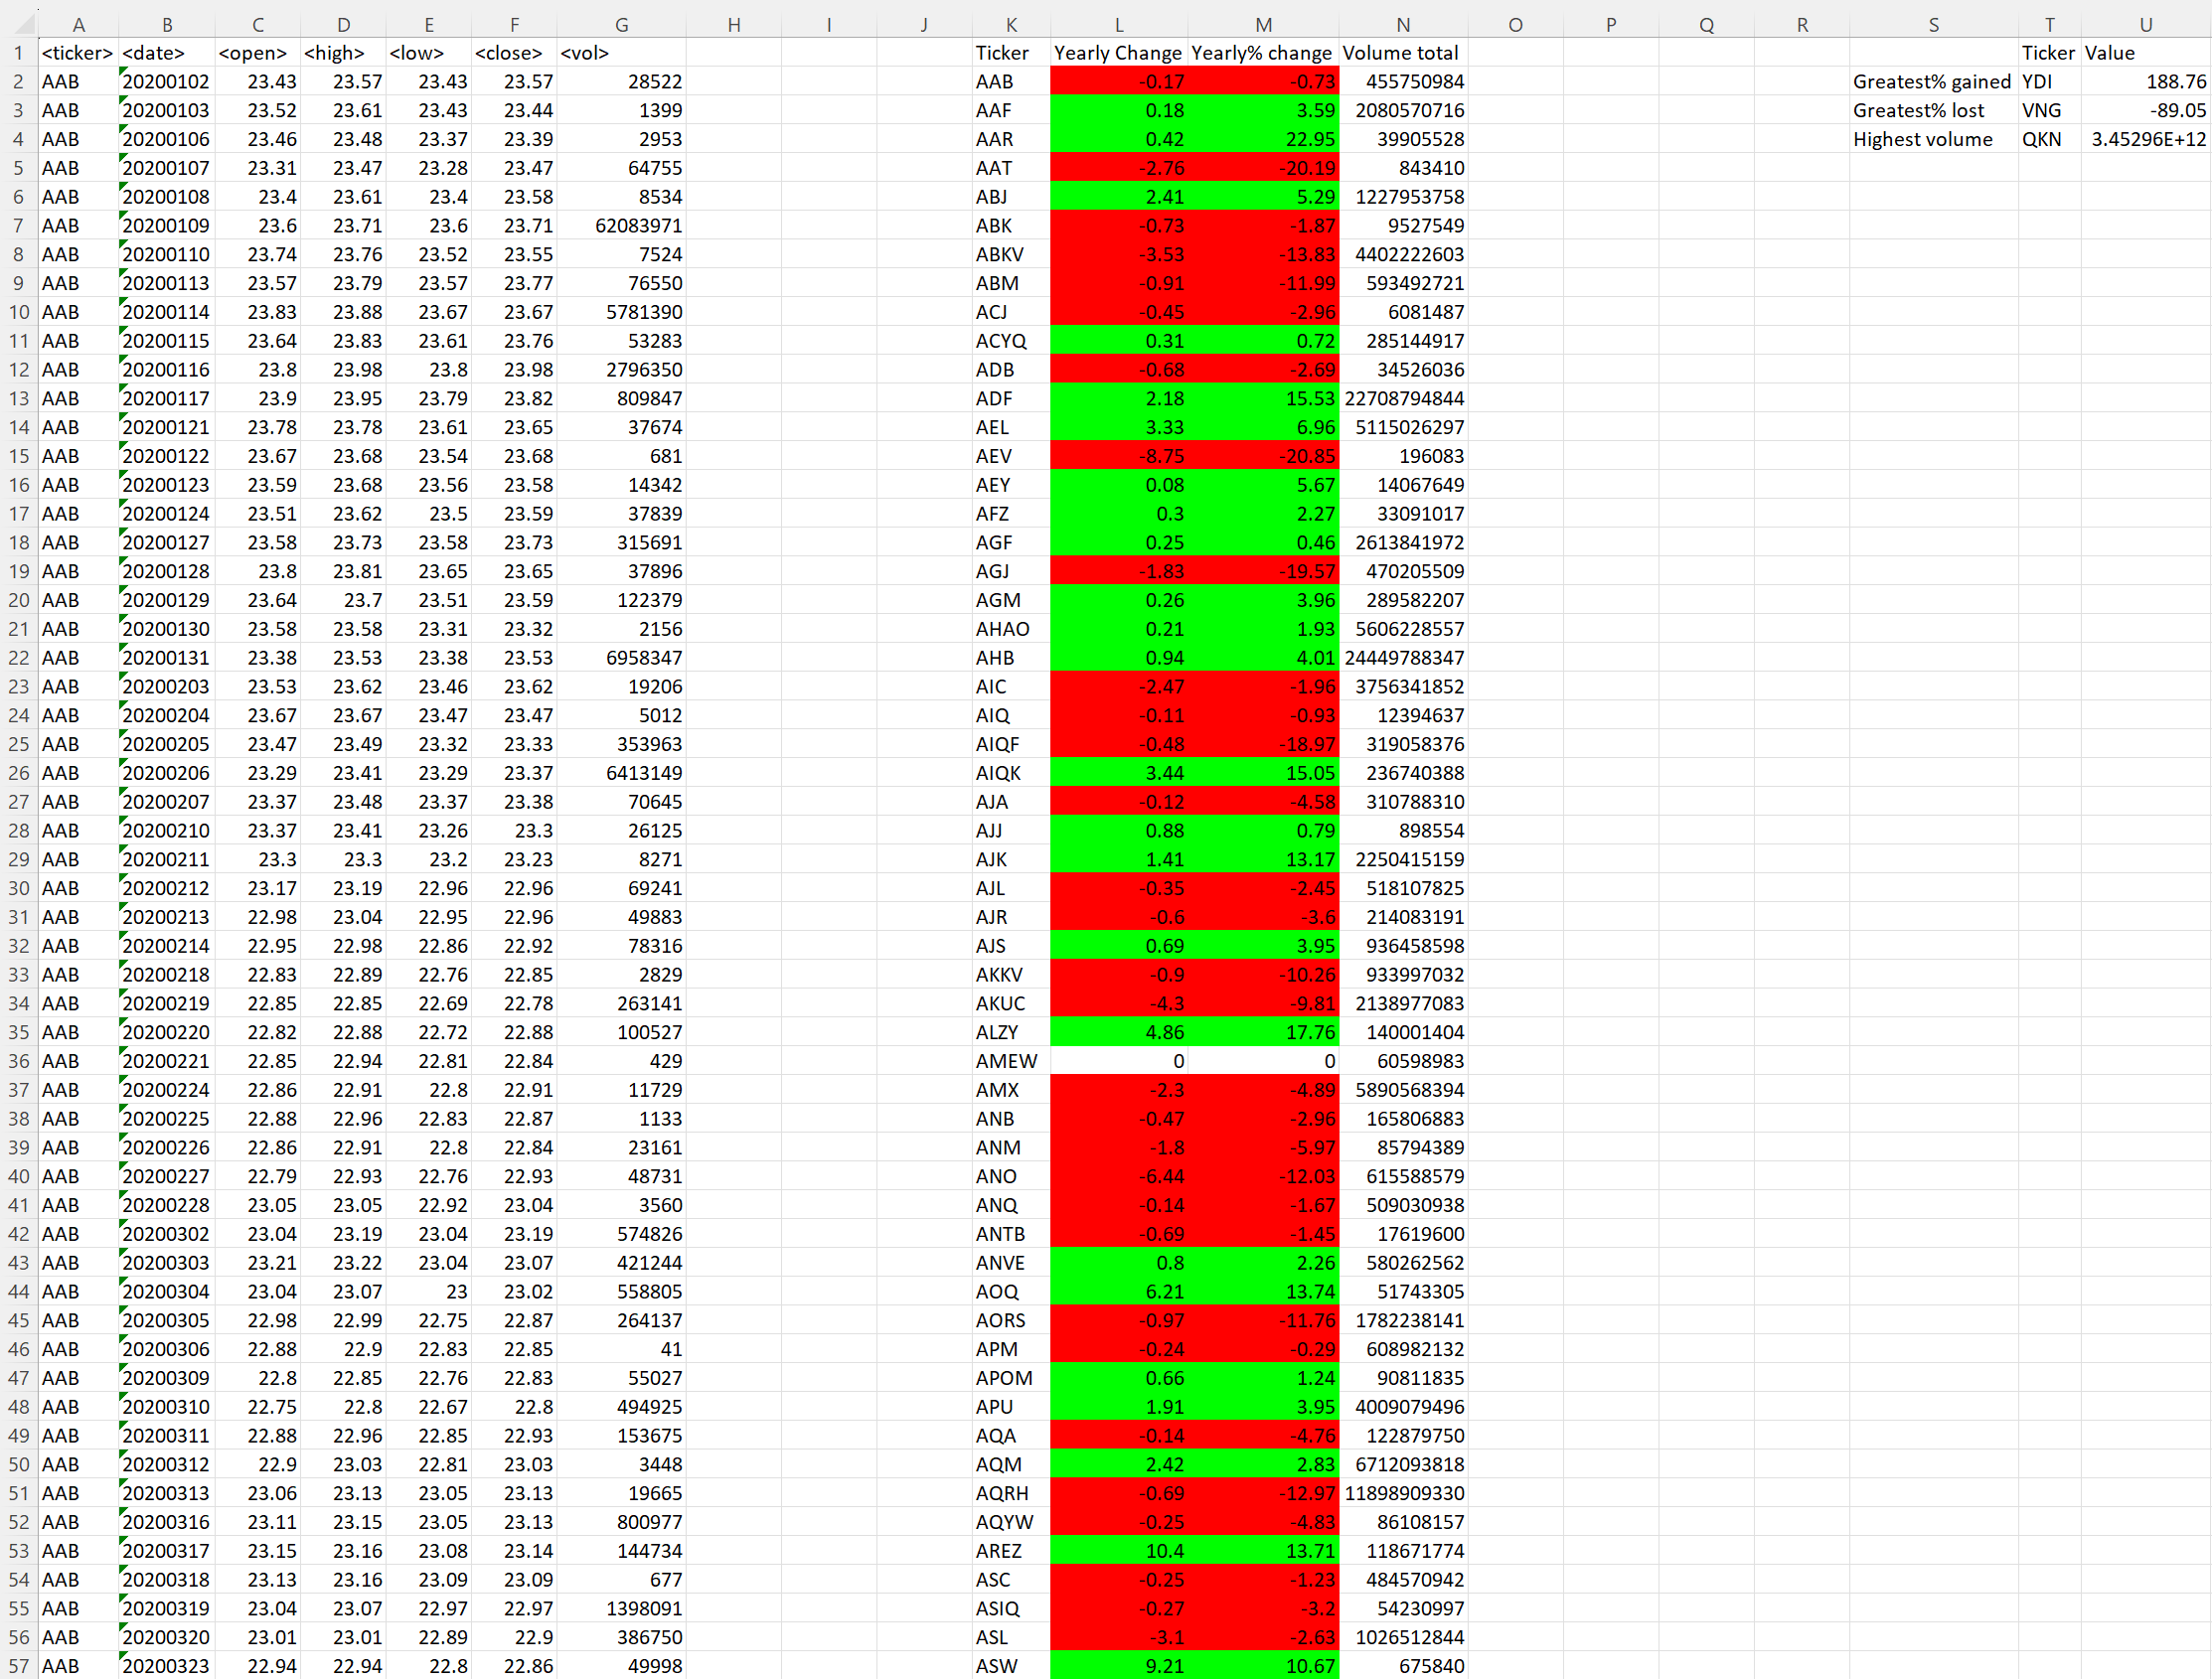 A B C D E F G H I J K L M N O P Q R S T U
1 <ticker> <date> <open> <high> <low> <close> <vol> Ticker Yearly Change Yearly% change Volume total Ticker Value
2 AAB 20200102 23.43 23.57 23.43 23.57 28522 AAB -0.17 -0.73 455750984 Greatest% gained YDI 188.76
3 AAB 20200103 23.52 23.61 23.43 23.44 1399 AAF 0.18 3.59 2080570716 Greatest% lost VNG -89.05
4 AAB 20200106 23.46 23.48 23.37 23.39 2953 AAR 0.42 22.95 39905528 Highest volume QKN 3.45296E+12
5 AAB 20200107 23.31 23.47 23.28 23.47 64755 AAT -2.76 -20.19 843410
6 AAB 20200108 23.4 23.61 23.4 23.58 8534 ABJ 2.41 5.29 1227953758
7 AAB 20200109 23.6 23.71 23.6 23.71 62083971 ABK -0.73 -1.87 9527549
8 AAB 20200110 23.74 23.76 23.52 23.55 7524 ABKV -3.53 -13.83 4402222603
9 AAB 20200113 23.57 23.79 23.57 23.77 76550 ABM -0.91 -11.99 593492721
10 AAB 20200114 23.83 23.88 23.67 23.67 5781390 ACJ -0.45 -2.96 6081487
11 AAB 20200115 23.64 23.83 23.61 23.76 53283 ACYQ 0.31 0.72 285144917
12 AAB 20200116 23.8 23.98 23.8 23.98 2796350 ADB -0.68 -2.69 34526036
13 AAB 20200117 23.9 23.95 23.79 23.82 809847 ADF 2.18 15.53 22708794844
14 AAB 20200121 23.78 23.78 23.61 23.65 37674 AEL 3.33 6.96 5115026297
15 AAB 20200122 23.67 23.68 23.54 23.68 681 AEV -8.75 -20.85 196083
16 AAB 20200123 23.59 23.68 23.56 23.58 14342 AEY 0.08 5.67 14067649
17 AAB 20200124 23.51 23.62 23.5 23.59 37839 AFZ 0.3 2.27 33091017
18 AAB 20200127 23.58 23.73 23.58 23.73 315691 AGF 0.25 0.46 2613841972
19 AAB 20200128 23.8 23.81 23.65 23.65 37896 AGJ -1.83 -19.57 470205509
20 AAB 20200129 23.64 23.7 23.51 23.59 122379 AGM 0.26 3.96 289582207
21 AAB 20200130 23.58 23.58 23.31 23.32 2156 AHAO 0.21 1.93 5606228557
22 AAB 20200131 23.38 23.53 23.38 23.53 6958347 AHB 0.94 4.01 24449788347
23 AAB 20200203 23.53 23.62 23.46 23.62 19206 AIC -2.47 -1.96 3756341852
24 AAB 20200204 23.67 23.67 23.47 23.47 5012 AIQ -0.11 -0.93 12394637
25 AAB 20200205 23.47 23.49 23.32 23.33 353963 AIQF -0.48 -18.97 319058376
26 AAB 20200206 23.29 23.41 23.29 23.37 6413149 AIQK 3.44 15.05 236740388
27 AAB 20200207 23.37 23.48 23.37 23.38 70645 AJA -0.12 -4.58 310788310
28 AAB 20200210 23.37 23.41 23.26 23.3 26125 AJJ 0.88 0.79 898554
29 AAB 20200211 23.3 23.3 23.2 23.23 8271 AJK 1.41 13.17 2250415159
30 AAB 20200212 23.17 23.19 22.96 22.96 69241 AJL -0.35 -2.45 518107825
31 AAB 20200213 22.98 23.04 22.95 22.96 49883 AJR -0.6 -3.6 214083191
32 AAB 20200214 22.95 22.98 22.86 22.92 78316 AJS 0.69 3.95 936458598
33 AAB 20200218 22.83 22.89 22.76 22.85 2829 AKKV -0.9 -10.26 933997032
34 AAB 20200219 22.85 22.85 22.69 22.78 263141 AKUC -4.3 -9.81 2138977083
35 AAB 20200220 22.82 22.88 22.72 22.88 100527 ALZY 4.86 17.76 140001404
36 AAB 20200221 22.85 22.94 22.81 22.84 429 AMEW 0 0 60598983
37 AAB 20200224 22.86 22.91 22.8 22.91 11729 AMX -2.3 -4.89 5890568394
38 AAB 20200225 22.88 22.96 22.83 22.87 1133 ANB -0.47 -2.96 165806883
39 AAB 20200226 22.86 22.91 22.8 22.84 23161 ANM -1.8 -5.97 85794389
40 AAB 20200227 22.79 22.93 22.76 22.93 48731 ANO -6.44 -12.03 615588579
41 AAB 20200228 23.05 23.05 22.92 23.04 3560 ANQ -0.14 -1.67 509030938
42 AAB 20200302 23.04 23.19 23.04 23.19 574826 ANTB -0.69 -1.45 17619600
43 AAB 20200303 23.21 23.22 23.04 23.07 421244 ANVE 0.8 2.26 580262562
44 AAB 20200304 23.04 23.07 23 23.02 558805 AOQ 6.21 13.74 51743305
45 AAB 20200305 22.98 22.99 22.75 22.87 264137 AORS -0.97 -11.76 1782238141
46 AAB 20200306 22.88 22.9 22.83 22.85 41 APM -0.24 -0.29 608982132
47 AAB 20200309 22.8 22.85 22.76 22.83 55027 APOM 0.66 1.24 90811835
48 AAB 20200310 22.75 22.8 22.67 22.8 494925 APU 1.91 3.95 4009079496
49 AAB 20200311 22.88 22.96 22.85 22.93 153675 AQA -0.14 -4.76 122879750
50 AAB 20200312 22.9 23.03 22.81 23.03 3448 AQM 2.42 2.83 6712093818
51 AAB 20200313 23.06 23.13 23.05 23.13 19665 AQRH -0.69 -12.97 11898909330
52 AAB 20200316 23.11 23.15 23.05 23.13 800977 AQYW -0.25 -4.83 86108157
53 AAB 20200317 23.15 23.16 23.08 23.14 144734 AREZ 10.4 13.71 118671774
54 AAB 20200318 23.13 23.16 23.09 23.09 677 ASC -0.25 -1.23 484570942
55 AAB 20200319 23.04 23.07 22.97 22.97 1398091 ASIQ -0.27 -3.2 54230997
56 AAB 20200320 23.01 23.01 22.89 22.9 386750 ASL -3.1 -2.63 1026512844
57 AAB 20200323 22.94 22.94 22.8 22.86 49998 ASW 9.21 10.67 675840